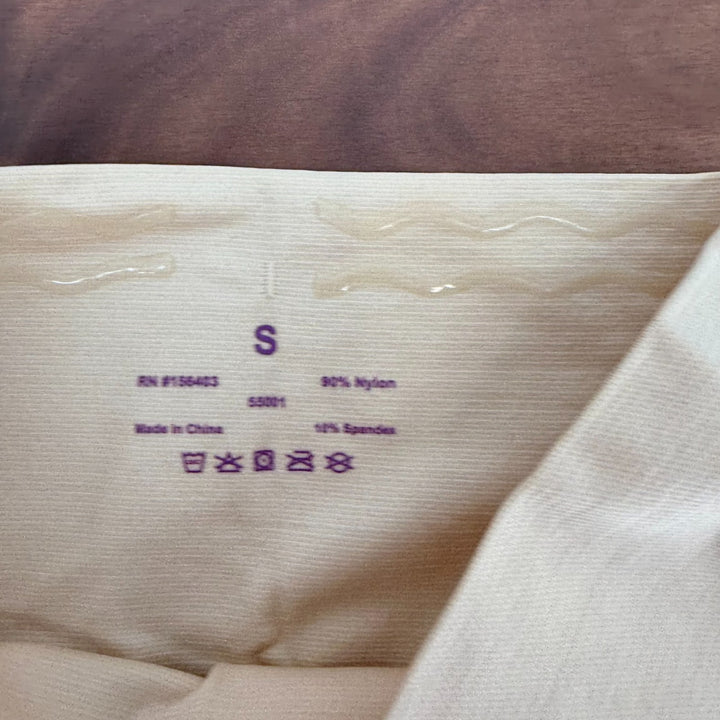 S
RN #156403
90% Nylon
55001
Made In China
10% Spandex